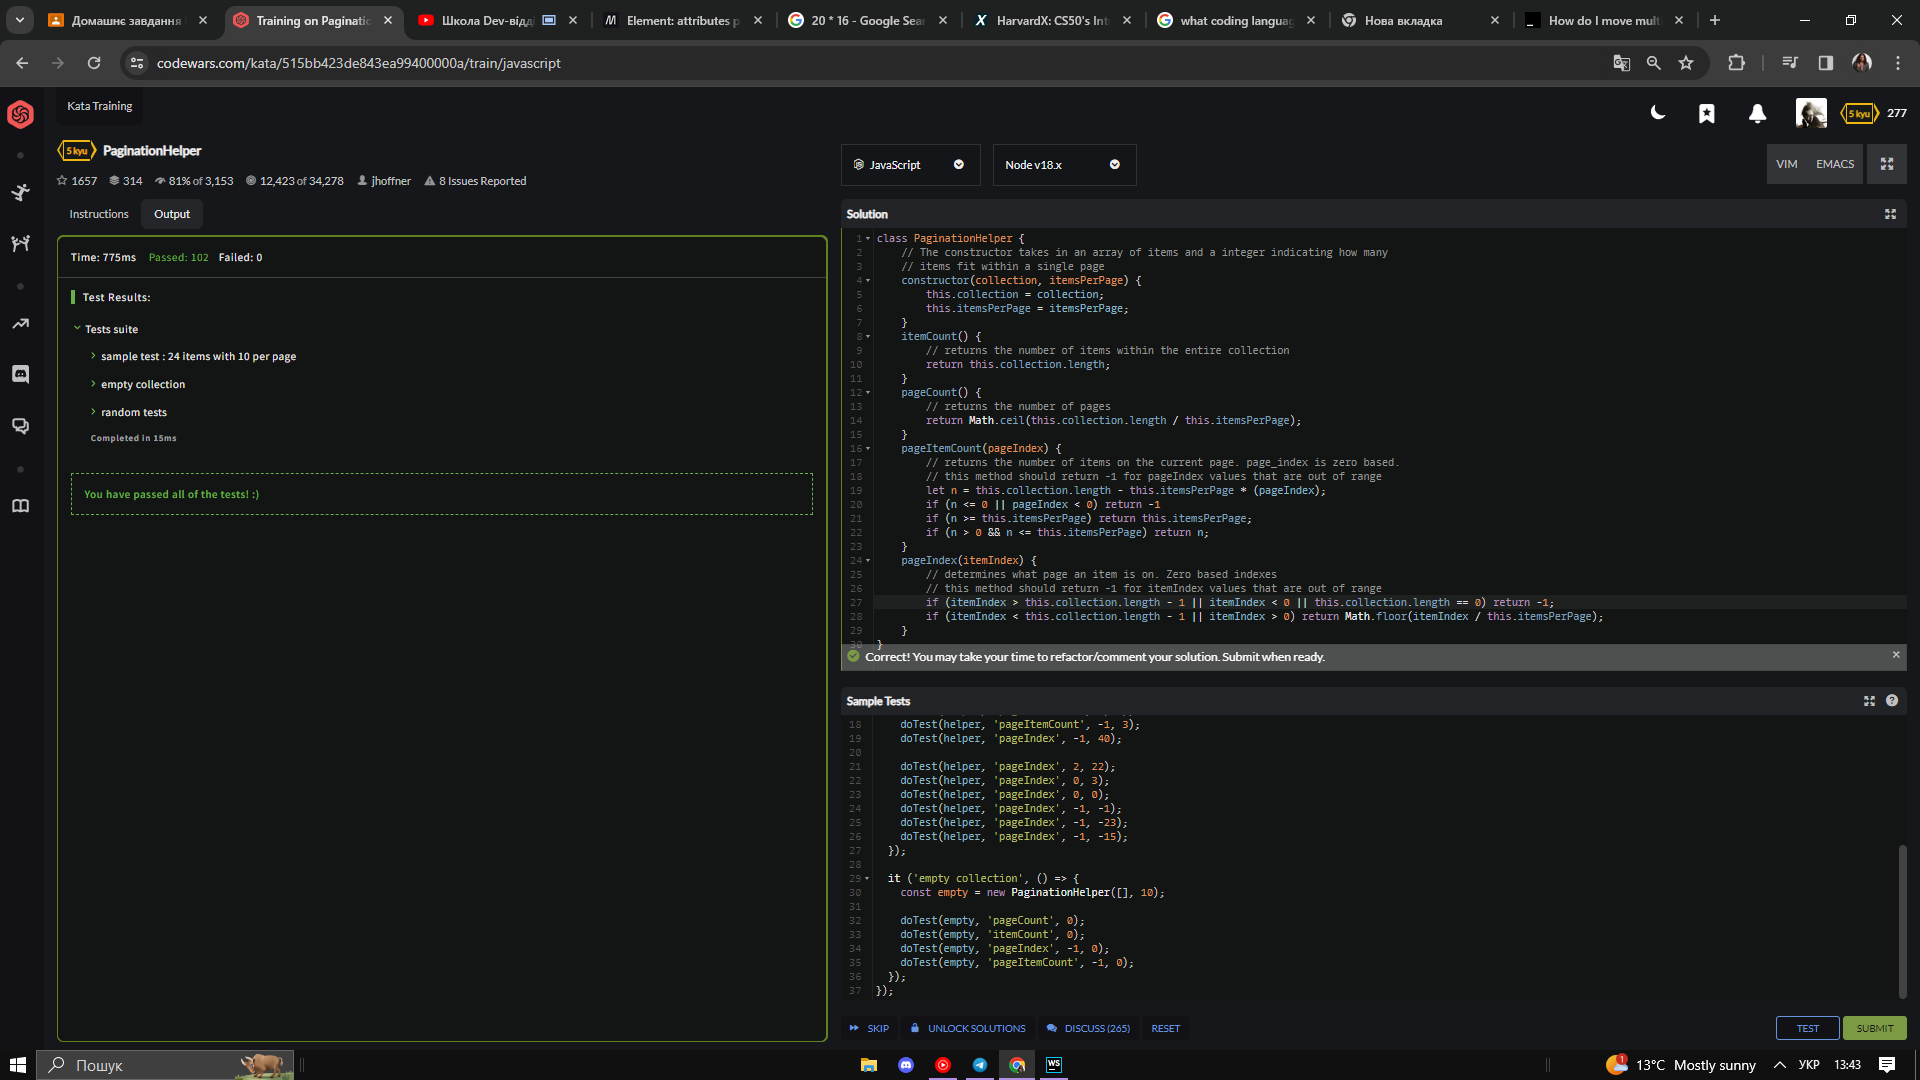 Домашнє завдання
Training on Paginatio
Школа Dev-відді
Element: attributes p
20 * 16 - Google Sear
HarvardX: CS50's Int
what coding languag
Нова вкладка
How do I move mult
codewars.com/kata/515bb423de843ea99400000a/train/javascript
Kata Training
5 kyu 277
5 kyu PaginationHelper
1657 314 81% of 3,153 12,423 of 34,278 jhoffner 8 Issues Reported
JavaScript Node v18.x VIM EMACS
Instructions Output
Time: 775ms Passed: 102 Failed: 0
Test Results:
Tests suite
sample test : 24 items with 10 per page
empty collection
random tests
Completed in 15ms
You have passed all of the tests! :)
Solution
1 class PaginationHelper {
2 // The constructor takes in an array of items and a integer indicating how many
3 // items fit within a single page
4 constructor(collection, itemsPerPage) {
5 this.collection = collection;
6 this.itemsPerPage = itemsPerPage;
7 }
8 itemCount() {
9 // returns the number of items within the entire collection
10 return this.collection.length;
11 }
12 pageCount() {
13 // returns the number of pages
14 return Math.ceil(this.collection.length / this.itemsPerPage);
15 }
16 pageItemCount(pageIndex) {
17 // returns the number of items on the current page. page_index is zero based.
18 // this method should return -1 for pageIndex values that are out of range
19 let n = this.collection.length - this.itemsPerPage * (pageIndex);
20 if (n <= 0 || pageIndex < 0) return -1
21 if (n >= this.itemsPerPage) return this.itemsPerPage;
22 if (n > 0 && n <= this.itemsPerPage) return n;
23 }
24 pageIndex(itemIndex) {
25 // determines what page an item is on. Zero based indexes
26 // this method should return -1 for itemIndex values that are out of range
27 if (itemIndex > this.collection.length - 1 || itemIndex < 0 || this.collection.length == 0) return -1;
28 if (itemIndex < this.collection.length - 1 || itemIndex > 0) return Math.floor(itemIndex / this.itemsPerPage);
29 }
30 }
Correct! You may take your time to refactor/comment your solution. Submit when ready.
Sample Tests
18 doTest(helper, 'pageItemCount', -1, 3);
19 doTest(helper, 'pageIndex', -1, 40);
20
21 doTest(helper, 'pageIndex', 2, 22);
22 doTest(helper, 'pageIndex', 0, 3);
23 doTest(helper, 'pageIndex', 0, 0);
24 doTest(helper, 'pageIndex', -1, -1);
25 doTest(helper, 'pageIndex', -1, -23);
26 doTest(helper, 'pageIndex', -1, -15);
27 });
28
29 it ('empty collection', () => {
30 const empty = new PaginationHelper([], 10);
31
32 doTest(empty, 'pageCount', 0);
33 doTest(empty, 'itemCount', 0);
34 doTest(empty, 'pageIndex', -1, 0);
35 doTest(empty, 'pageItemCount', -1, 0);
36 });
37 });
SKIP UNLOCK SOLUTIONS DISCUSS (265) RESET TEST SUBMIT
Пошук
WS
1 13°C Mostly sunny УКР 13:43